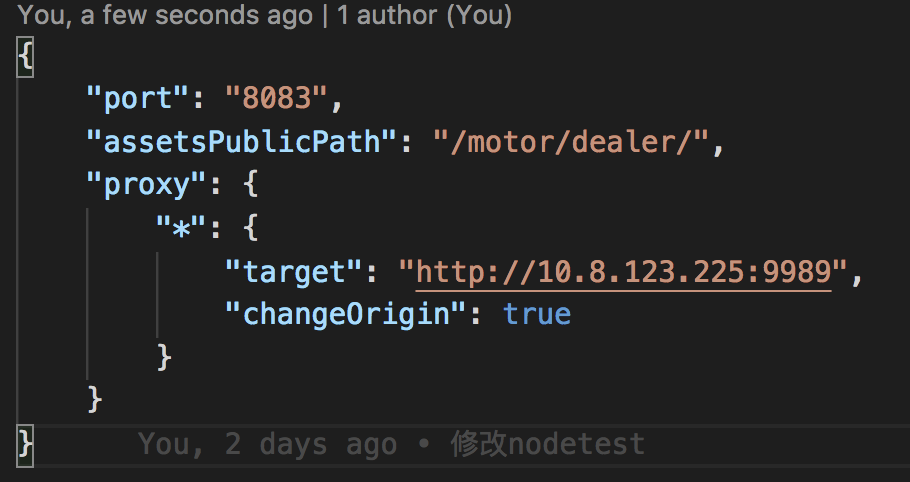 You, a few seconds ago | 1 author (You)
{
    "port": "8083",
    "assetsPublicPath": "/motor/dealer/",
    "proxy": {
        "*": {
            "target": "http://10.8.123.225:9989",
            "changeOrigin": true
        }
    }
}      You, 2 days ago • 修改nodetest